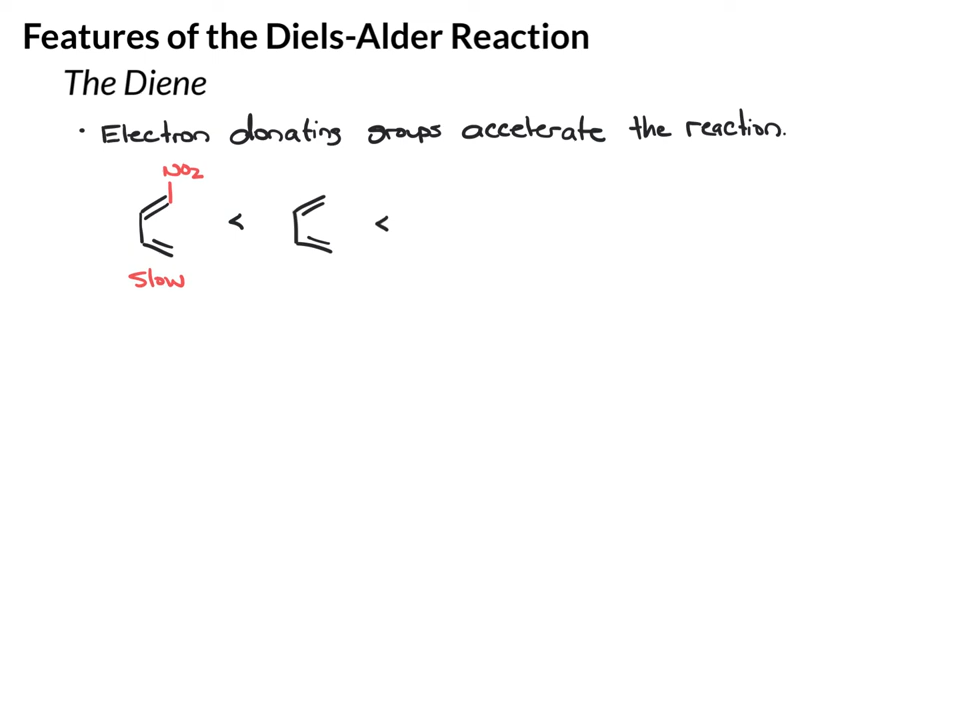 Features of the Diels-Alder Reaction
The Diene
• Electron donating groups accelerate the reaction.
NO2
< <
Slow